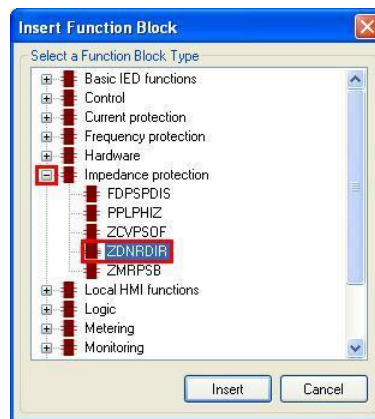 Insert Function Block
Select a Function Block Type
Basic IED functions
Control
Current protection
Frequency protection
Hardware
Impedance protection
FDPSPDIS
PPLPHIZ
ZCVPSOF
ZDNRDIR
ZMRPSB
Local HMI functions
Logic
Metering
Monitoring
Insert
Cancel